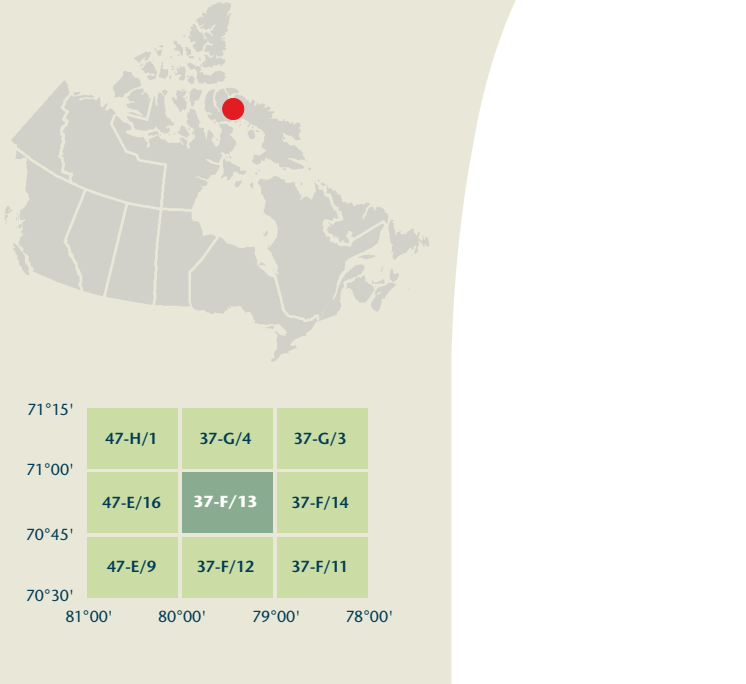 71°15'
47-H/1 37-G/4 37-G/3
71°00'
47-E/16 37-F/13 37-F/14
70°45'
47-E/9 37-F/12 37-F/11
70°30'
81°00' 80°00' 79°00' 78°00'